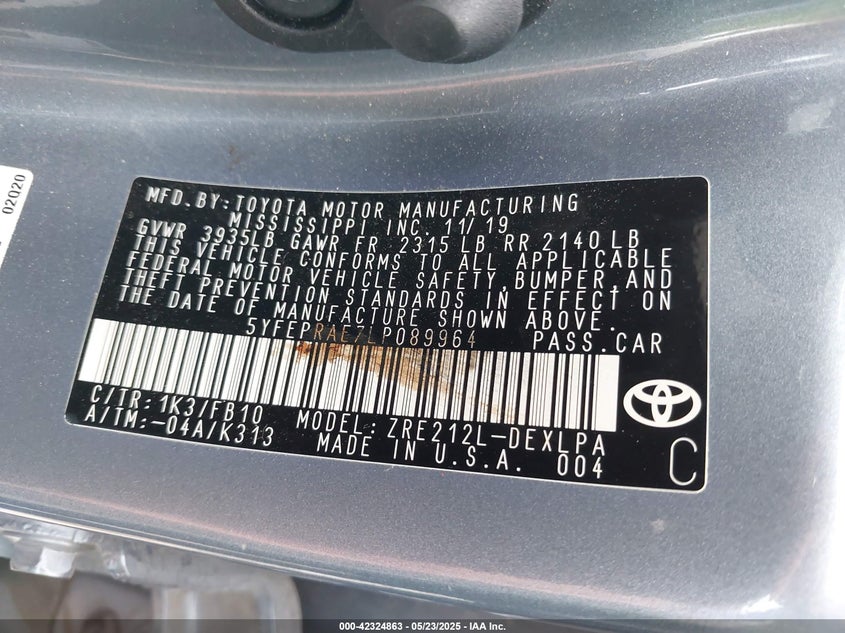 02Q20
MFD. BY: TOYOTA MOTOR MANUFACTURING
MISSISSIPPI INC. 11/19
GVWR 3935LB GAWR FR 2315 LB RR 2140 LB
THIS VEHICLE CONFORMS TO ALL APPLICABLE
FEDERAL MOTOR VEHICLE SAFETY, BUMPER, AND
THEFT PREVENTION STANDARDS IN EFFECT ON
THE DATE OF MANUFACTURE SHOWN ABOVE.
5YFEPRAE7LP089964 PASS.CAR
C/TR: 1K3/FB10 MODEL: ZRE212L-DEXLPA
A/TM: -04A/K313 MADE IN U.S.A. 004 C
000-42324863 / 05/23/2025 - IAA Inc.